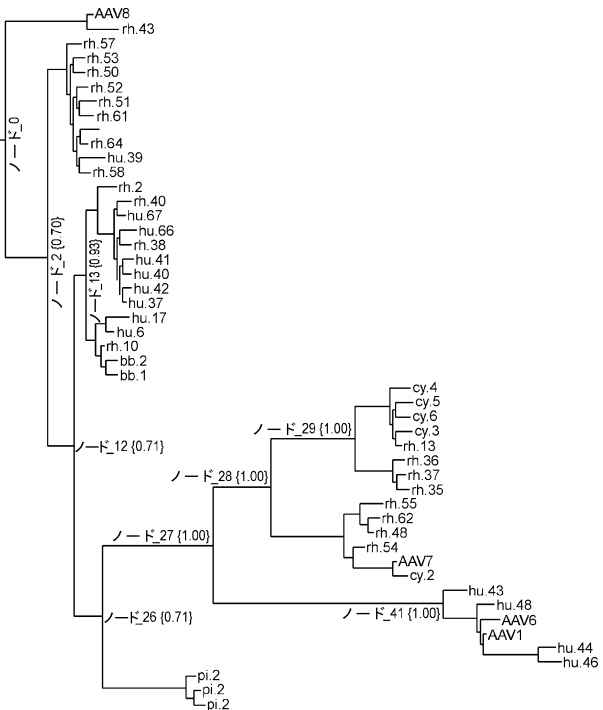 AAV8
rh.43
rh.57
rh.53
rh.50
rh.52
rh.51
rh.61
rh.64
hu.39
rh.58
ノード_0
ノード_2 {0.70}
rh.2
rh.40
hu.67
hu.66
rh.38
hu.41
hu.40
hu.42
hu.37
ノード_13 {0.93}
hu.17
hu.6
rh.10
bb.2
bb.1
cy.4
cy.5
cy.6
cy.3
rh.13
ノード_29 {1.00}
rh.36
rh.37
rh.35
ノード_12 {0.71}
ノード_28 {1.00}
rh.55
rh.62
rh.48
ノード_27 {1.00}
rh.54
AAV7
cy.2
hu.43
hu.48
ノード_41 {1.00}
ノード_26 {0.71}
AAV6
AAV1
hu.44
hu.46
pi.2
pi.2
pi.2